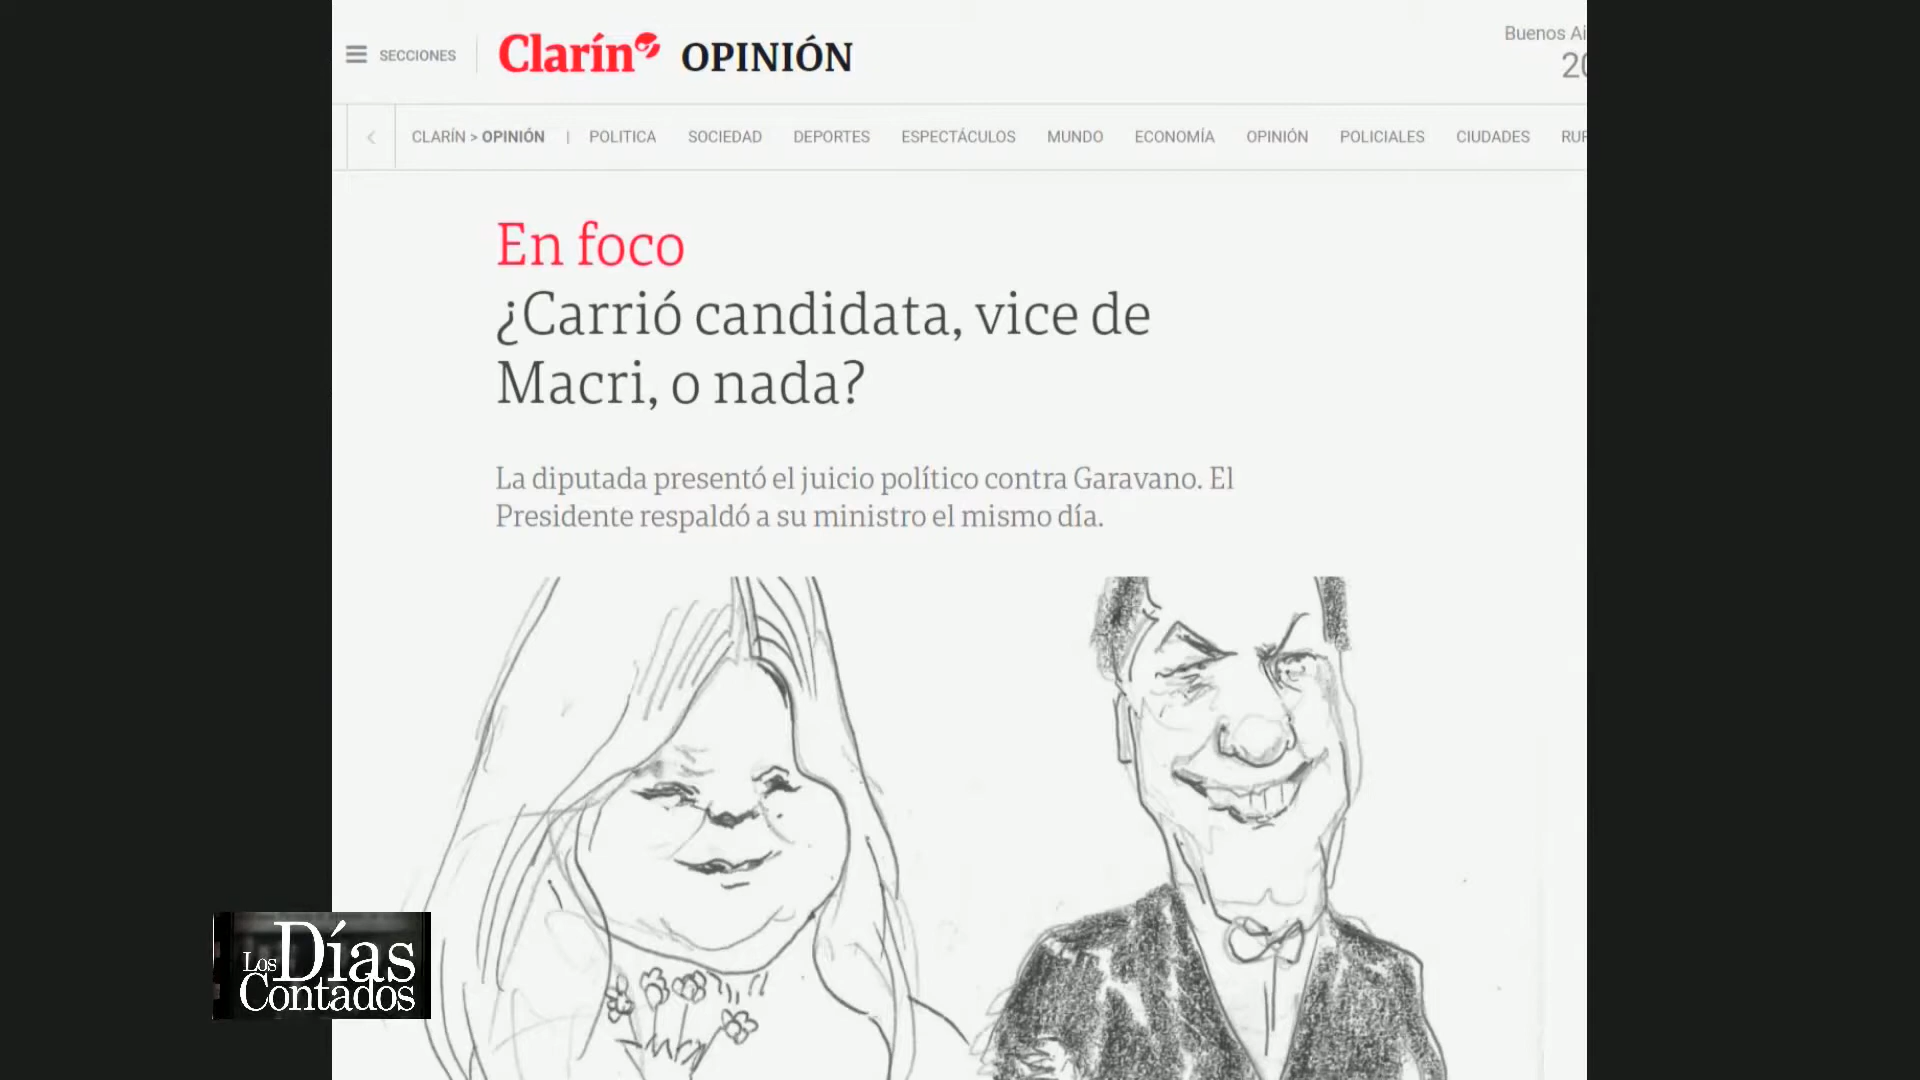 SECCIONES
Clarín OPINIÓN
Buenos Ai
20
CLARÍN > OPINIÓN | POLITICA SOCIEDAD DEPORTES ESPECTÁCULOS MUNDO ECONOMÍA OPINIÓN POLICIALES CIUDADES RUR
En foco
¿Carrió candidata, vice de
Macri, o nada?
La diputada presentó el juicio político contra Garavano. El
Presidente respaldó a su ministro el mismo día.
Los Días
Contados